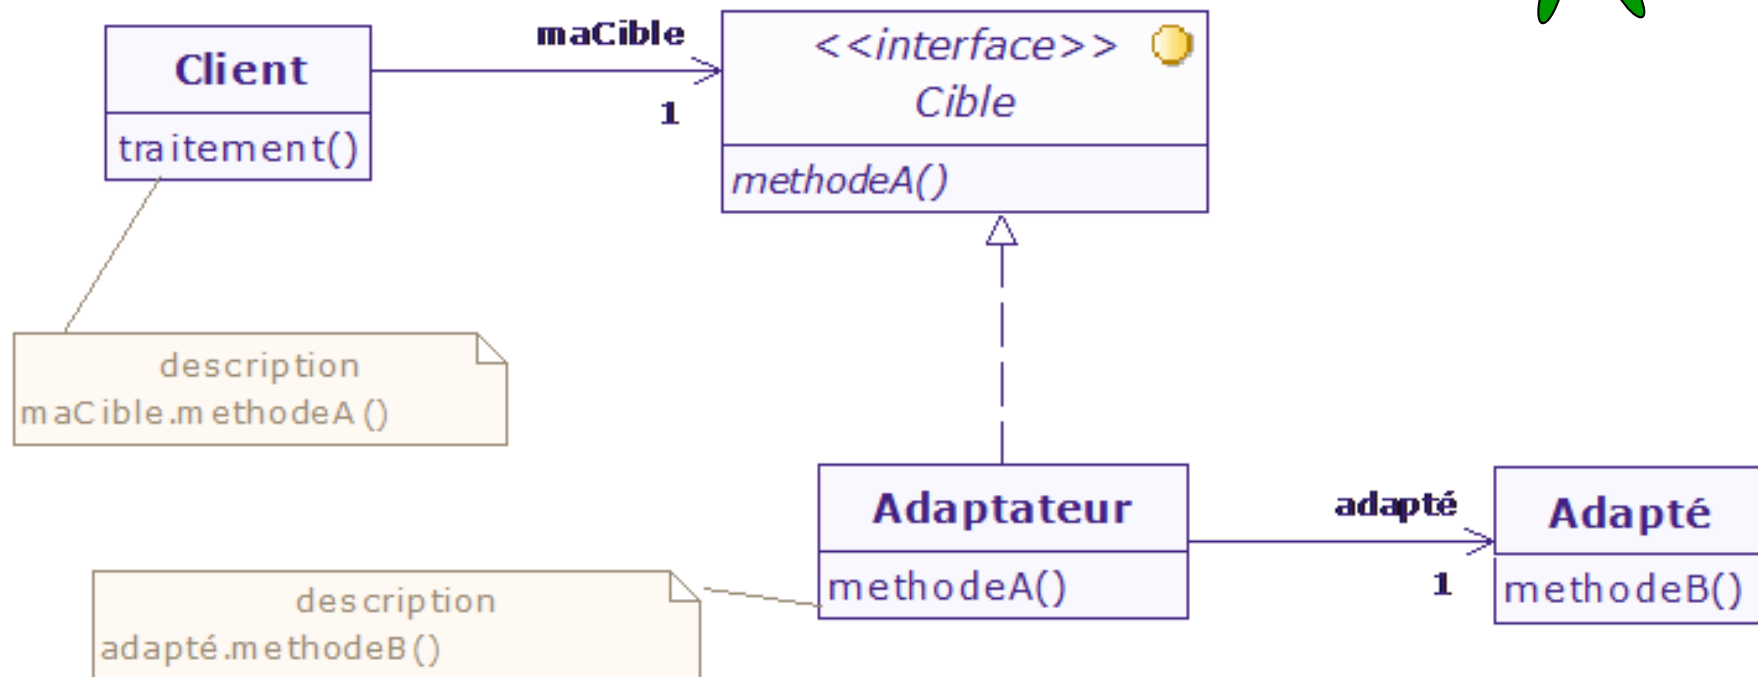 Client
traitement()
maCible
1
<<interface>>
Cible
methodeA()
description
maCible.methodeA()
Adaptateur
methodeA()
adapté
1
Adapté
methodeB()
description
adapté.methodeB()